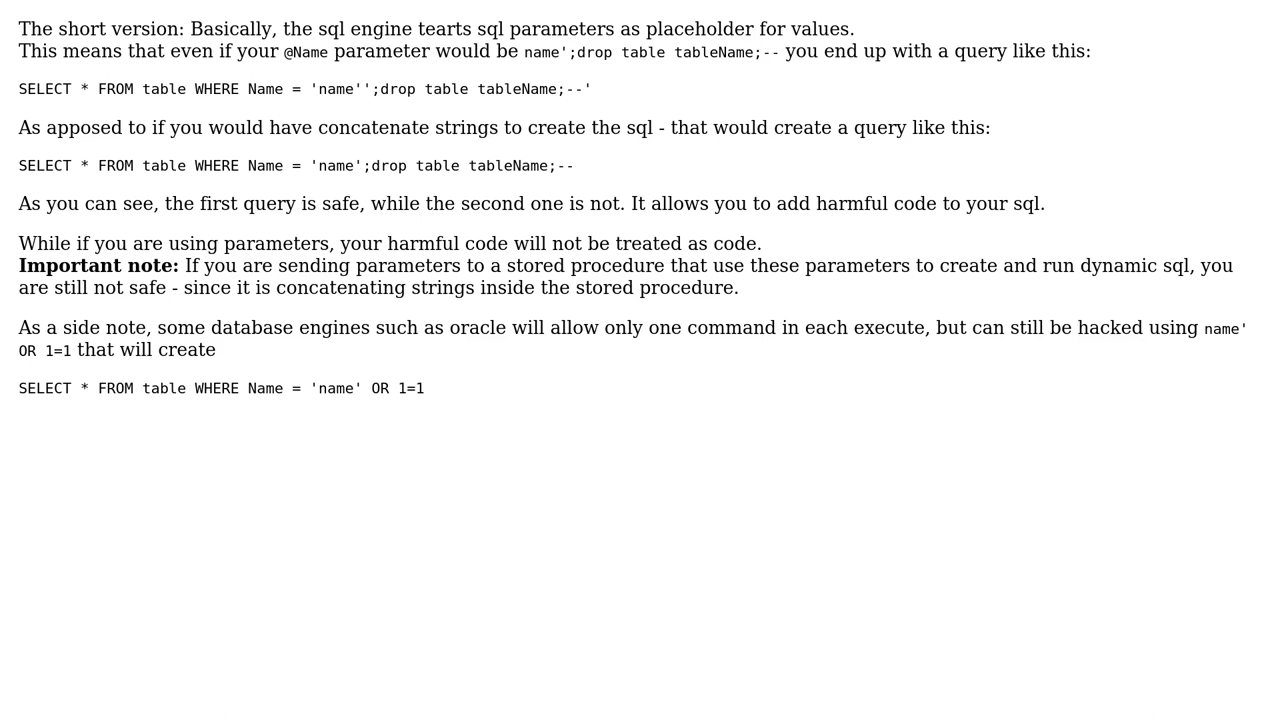 The short version: Basically, the sql engine tearts sql parameters as placeholder for values.
This means that even if your @Name parameter would be name';drop table tableName;-- you end up with a query like this:
SELECT * FROM table WHERE Name = 'name'';drop table tableName;--'
As apposed to if you would have concatenate strings to create the sql - that would create a query like this:
SELECT * FROM table WHERE Name = 'name';drop table tableName;--
As you can see, the first query is safe, while the second one is not. It allows you to add harmful code to your sql.
While if you are using parameters, your harmful code will not be treated as code.
Important note: If you are sending parameters to a stored procedure that use these parameters to create and run dynamic sql, you
are still not safe - since it is concatenating strings inside the stored procedure.
As a side note, some database engines such as oracle will allow only one command in each execute, but can still be hacked using name'
OR 1=1 that will create
SELECT * FROM table WHERE Name = 'name' OR 1=1